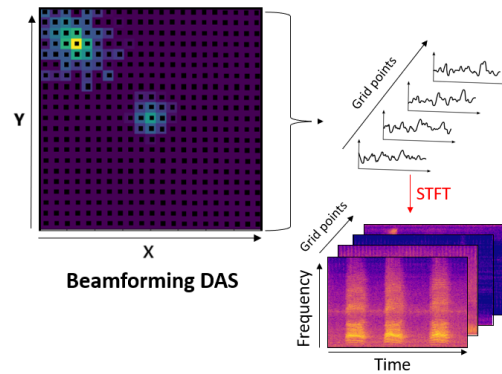 Y
X
Beamforming DAS
Grid points
STFT
Grid points
Frequency
Time